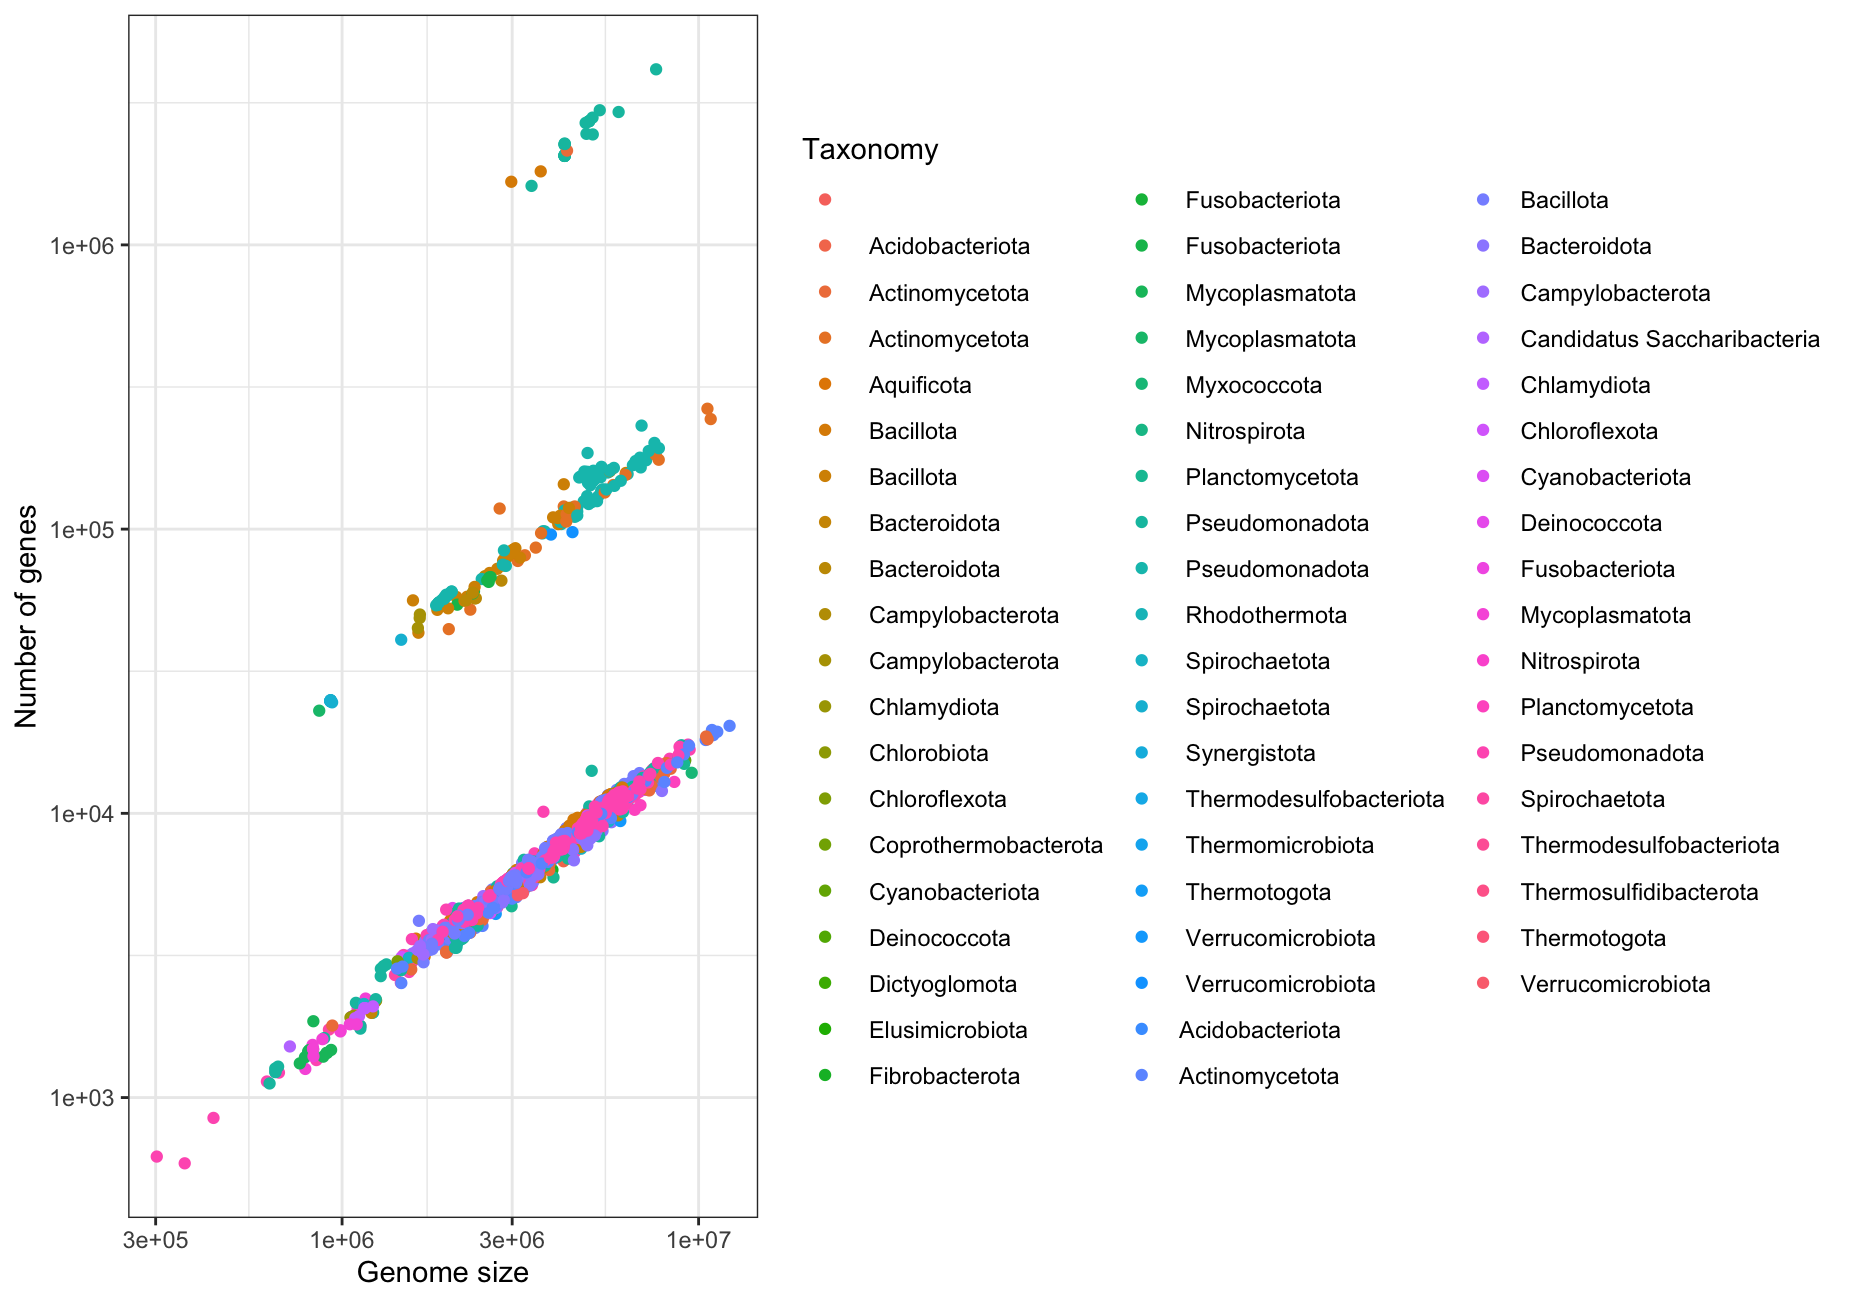 Number of genes
1e+06
1e+05
1e+04
1e+03
3e+05
1e+06
3e+06
1e+07
Genome size
Taxonomy
Acidobacteriota
Actinomycetota
Actinomycetota
Aquificota
Bacillota
Bacillota
Bacteroidota
Bacteroidota
Campylobacterota
Campylobacterota
Chlamydiota
Chlorobiota
Chloroflexota
Coprothermobacterota
Cyanobacteriota
Deinococcota
Dictyoglomota
Elusimicrobiota
Fibrobacterota
Fusobacteriota
Fusobacteriota
Mycoplasmatota
Mycoplasmatota
Myxococcota
Nitrospirota
Planctomycetota
Pseudomonadota
Pseudomonadota
Rhodothermota
Spirochaetota
Spirochaetota
Synergistota
Thermodesulfobacteriota
Thermomicrobiota
Thermotogota
Verrucomicrobiota
Verrucomicrobiota
Acidobacteriota
Actinomycetota
Bacillota
Bacteroidota
Campylobacterota
Candidatus Saccharibacteria
Chlamydiota
Chloroflexota
Cyanobacteriota
Deinococcota
Fusobacteriota
Mycoplasmatota
Nitrospirota
Planctomycetota
Pseudomonadota
Spirochaetota
Thermodesulfobacteriota
Thermosulfidibacterota
Thermotogota
Verrucomicrobiota